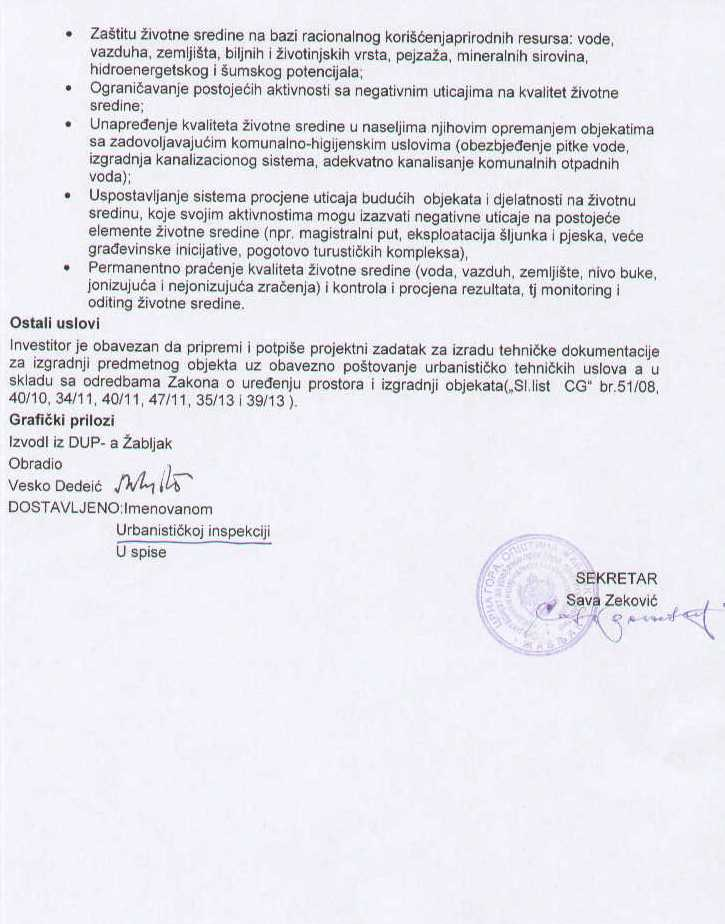 • Zaštitu životne sredine na bazi racionalnog korišćenjaprirodnih resursa: vode,
vazduha, zemljišta, biljnih i životinjskih vrsta, pejzaža, mineralnih sirovina,
hidroenergetskog i šumskog potencijala;
• Ograničavanje postojećih aktivnosti sa negativnim uticajima na kvalitet životne
sredine;
• Unapređenje kvaliteta životne sredine u naseljima njihovim opremanjem objekatima
sa zadovoljavajućim komunalno-higijenskim uslovima (obezbjeđenje pitke vode,
izgradnja kanalizacionog sistema, adekvatno kanalisanje komunalnih otpadnih
voda);
• Uspostavljanje sistema procjene uticaja budućih objekata i djelatnosti na životnu
sredinu, koje svojim aktivnostima mogu izazvati negativne uticaje na postojeće
elemente životne sredine (npr. magistralni put, eksploatacija šljunka i pjeska, veće
građevinske inicijative, pogotovo turističkih kompleksa),
• Permanentno praćenje kvaliteta životne sredine (voda, vazduh, zemljište, nivo buke,
jonizujuća i nejonizujuća zračenja) i kontrola i procjena rezultata, tj monitoring i
oditing životne sredine.
Ostali uslovi
Investitor je obavezan da pripremi i potpiše projektni zadatak za izradu tehničke dokumentacije
za izgradnji predmetnog objekta uz obavezno poštovanje urbanističko tehničkih uslova a u
skladu sa odredbama Zakona o uređenju prostora i izgradnji objekata(„Sl.list CG“ br.51/08,
40/10, 34/11, 40/11, 47/11, 35/13 i 39/13 ).
Grafički prilozi
IzvodI iz DUP- a Žabljak
Obradio
Vesko Dedeić
DOSTAVLJENO:Imenovanom
Urbanističkoj inspekciji
U spise
ЦРНА ГОРА, ОПШТИНА
ЖАБЉАК
SEKRETAR
Sava Zeković